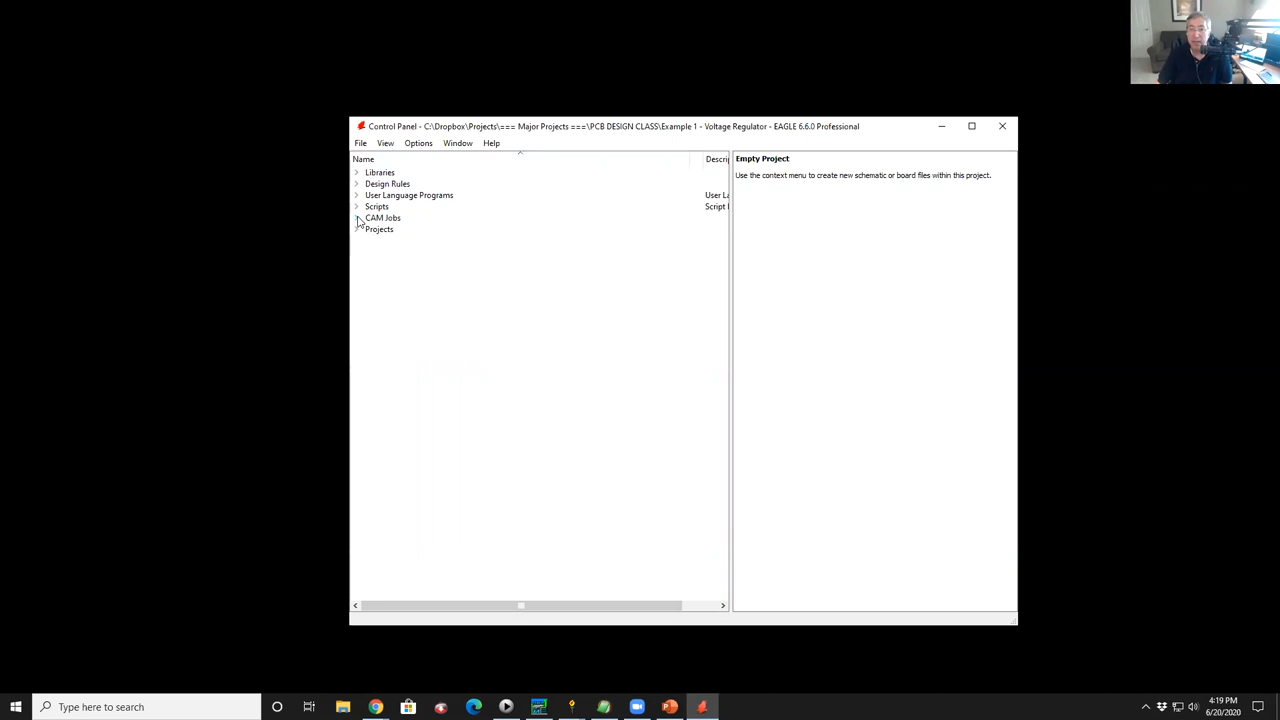 Control Panel - C:\Dropbox\Projects\=== Major Projects ===\PCB DESIGN CLASS\Example 1 - Voltage Regulator - EAGLE 6.6.0 Professional
File View Options Window Help
Name Descrip
Empty Project
Use the context menu to create new schematic or board files within this project.
Libraries
Design Rules
User Language Programs User La
Scripts Script
CAM Jobs
Projects
Type here to search
4:19 PM
6/20/2020